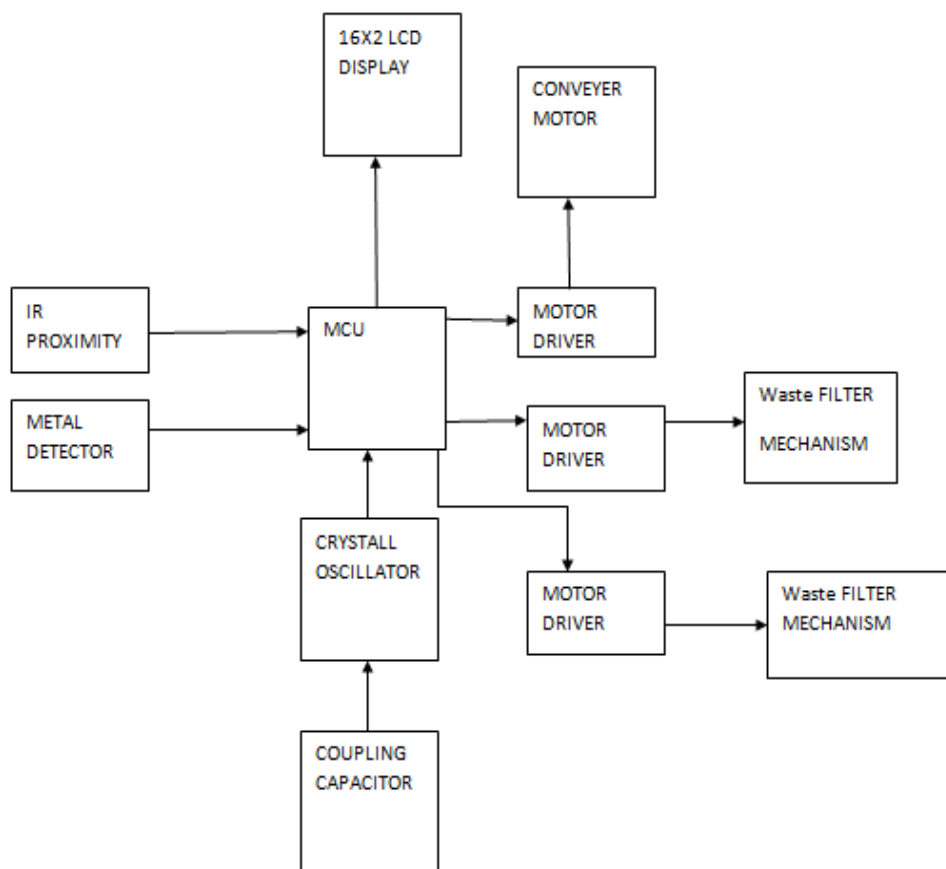 16X2 LCD
DISPLAY
CONVEYER
MOTOR
IR
PROXIMITY
MCU
MOTOR
DRIVER
METAL
DETECTOR
MOTOR
DRIVER
Waste FILTER
MECHANISM
CRYSTALL
OSCILLATOR
MOTOR
DRIVER
Waste FILTER
MECHANISM
COUPLING
CAPACITOR